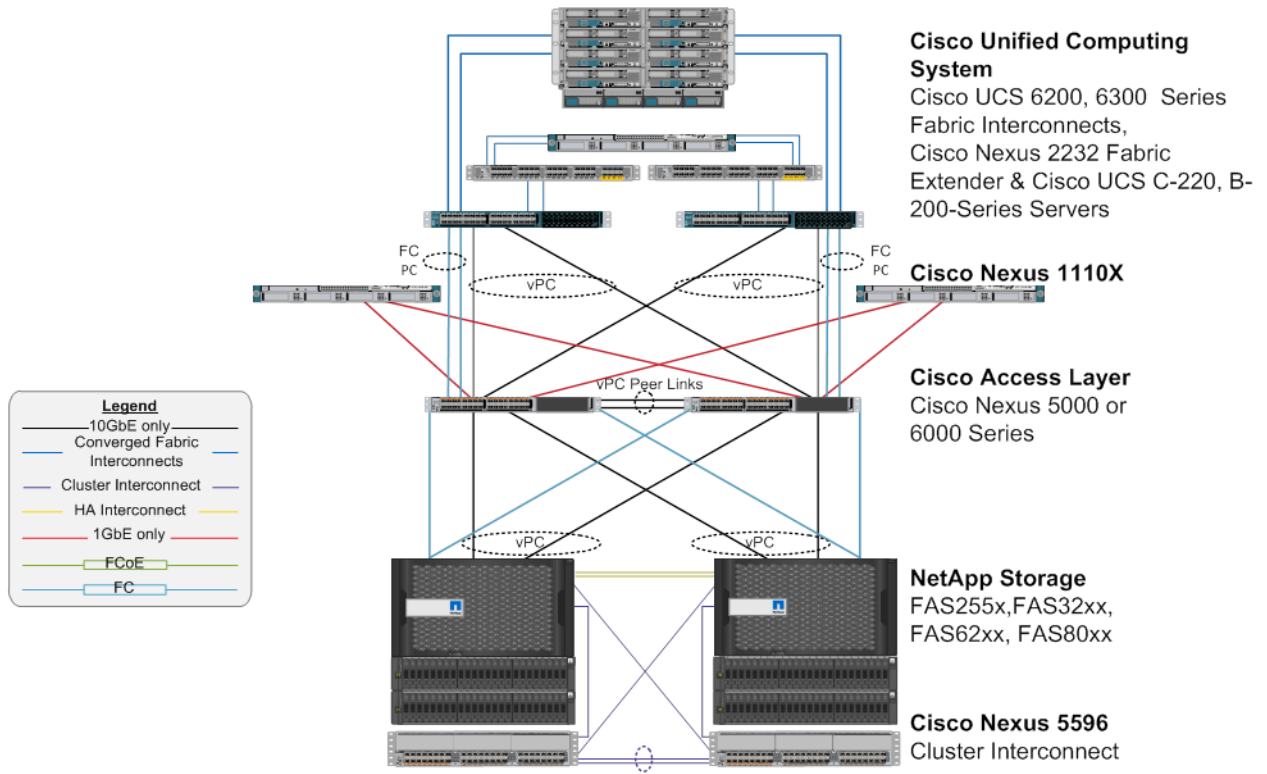 Cisco Unified Computing
System
Cisco UCS 6200, 6300 Series
Fabric Interconnects,
Cisco Nexus 2232 Fabric
Extender & Cisco UCS C-220, B-
200-Series Servers
FC
PC
vPC
vPC
FC
PC
Cisco Nexus 1110X
vPC Peer Links
Cisco Access Layer
Cisco Nexus 5000 or
6000 Series
Legend
10GbE only
Converged Fabric
Interconnects
Cluster Interconnect
HA Interconnect
1GbE only
FCoE
FC
vPC
vPC
NetApp Storage
FAS255x,FAS32xx,
FAS62xx, FAS80xx
Cisco Nexus 5596
Cluster Interconnect